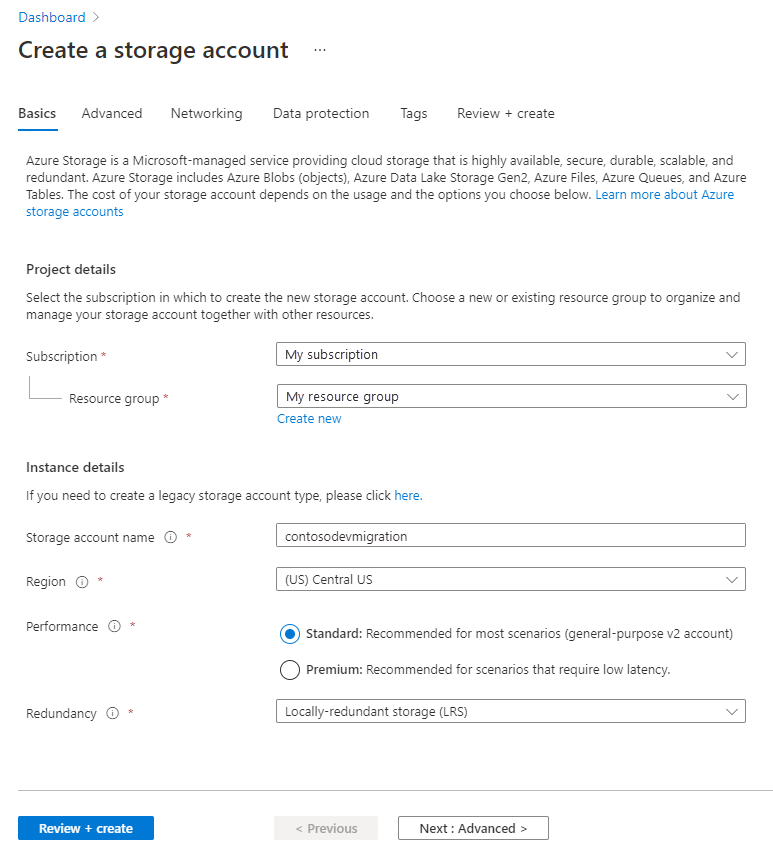 Dashboard >
Create a storage account ...
Basics Advanced Networking Data protection Tags Review + create
Azure Storage is a Microsoft-managed service providing cloud storage that is highly available, secure, durable, scalable, and
redundant. Azure Storage includes Azure Blobs (objects), Azure Data Lake Storage Gen2, Azure Files, Azure Queues, and Azure
Tables. The cost of your storage account depends on the usage and the options you choose below. Learn more about Azure
storage accounts
Project details
Select the subscription in which to create the new storage account. Choose a new or existing resource group to organize and
manage your storage account together with other resources.
Subscription * My subscription
Resource group * My resource group
Create new
Instance details
If you need to create a legacy storage account type, please click here.
Storage account name * contosodevmigration
Region * (US) Central US
Performance * Standard: Recommended for most scenarios (general-purpose v2 account)
Premium: Recommended for scenarios that require low latency.
Redundancy * Locally-redundant storage (LRS)
Review + create < Previous Next : Advanced >